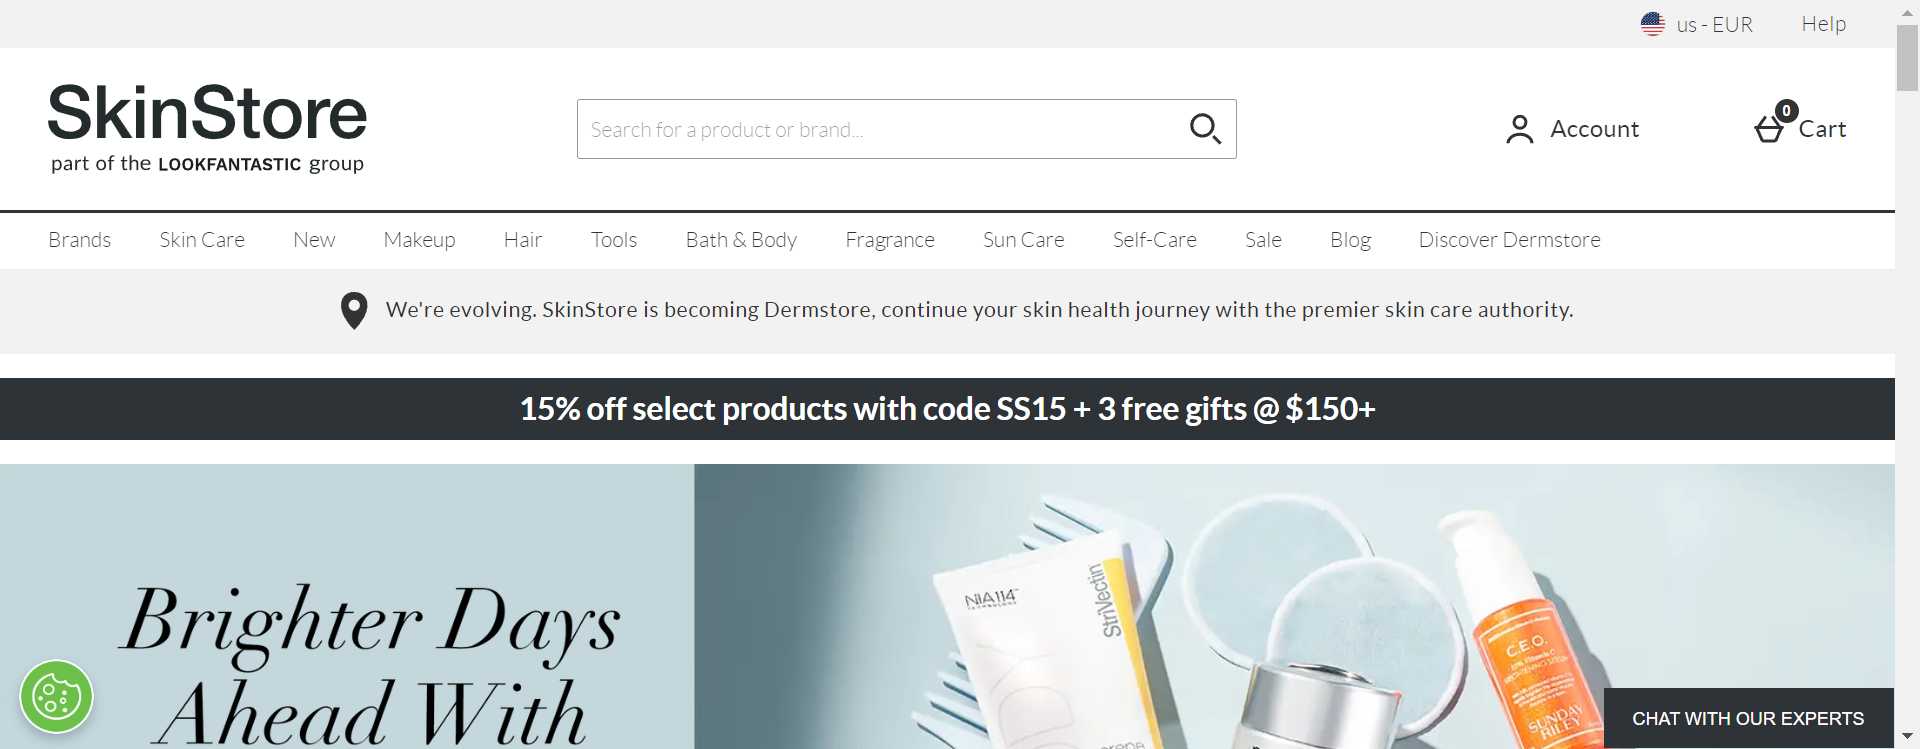 us - EUR
Help
SkinStore
part of the LOOKFANTASTIC group
Search for a product or brand...
Account
0
Cart
Brands
Skin Care
New
Makeup
Hair
Tools
Bath & Body
Fragrance
Sun Care
Self-Care
Sale
Blog
Discover Dermstore
We're evolving. SkinStore is becoming Dermstore, continue your skin health journey with the premier skin care authority.
15% off select products with code SS15 + 3 free gifts @ $150+
Brighter Days
Ahead With
StriVectin
C.E.O.
SUNDAY
RILEY
CHAT WITH OUR EXPERTS